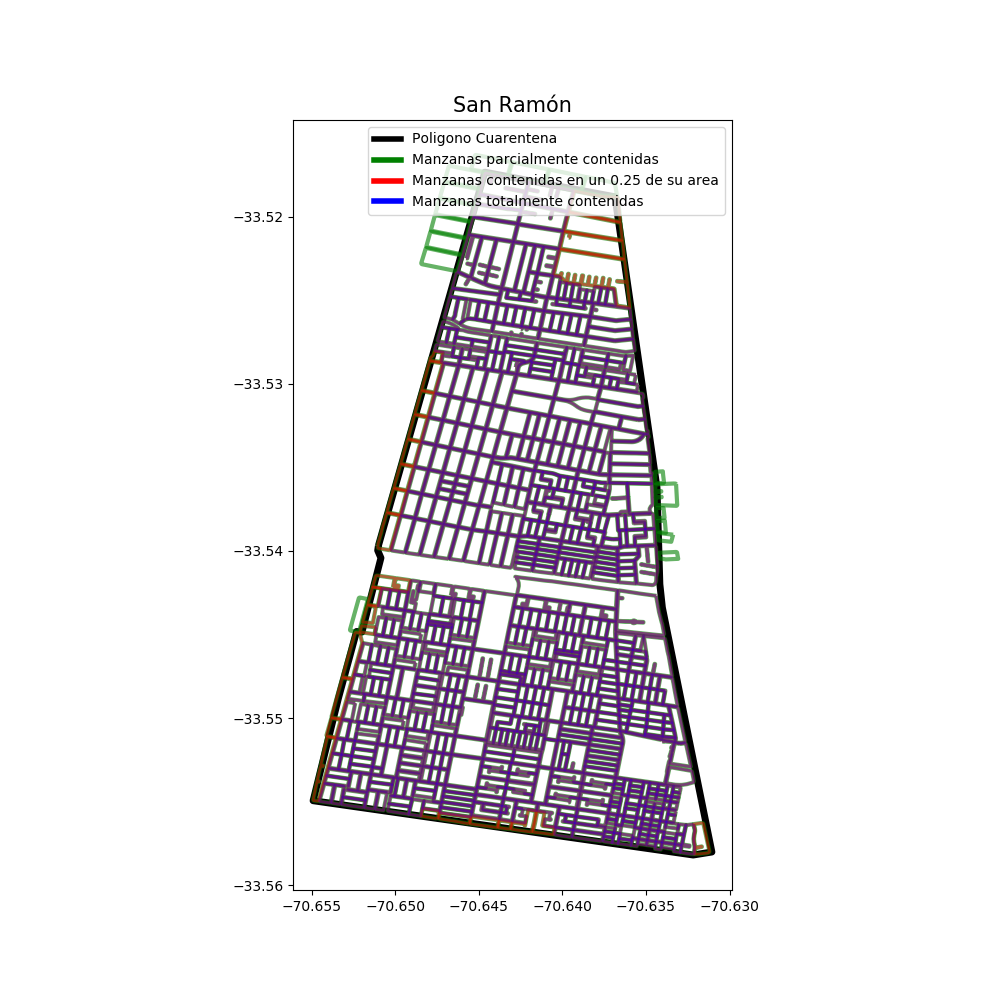 San Ramón
Poligono Cuarentena
Manzanas parcialmente contenidas
Manzanas contenidas en un 0.25 de su area
Manzanas totalmente contenidas
−33.52
−33.53
−33.54
−33.55
−33.56
−70.655 −70.650 −70.645 −70.640 −70.635 −70.630